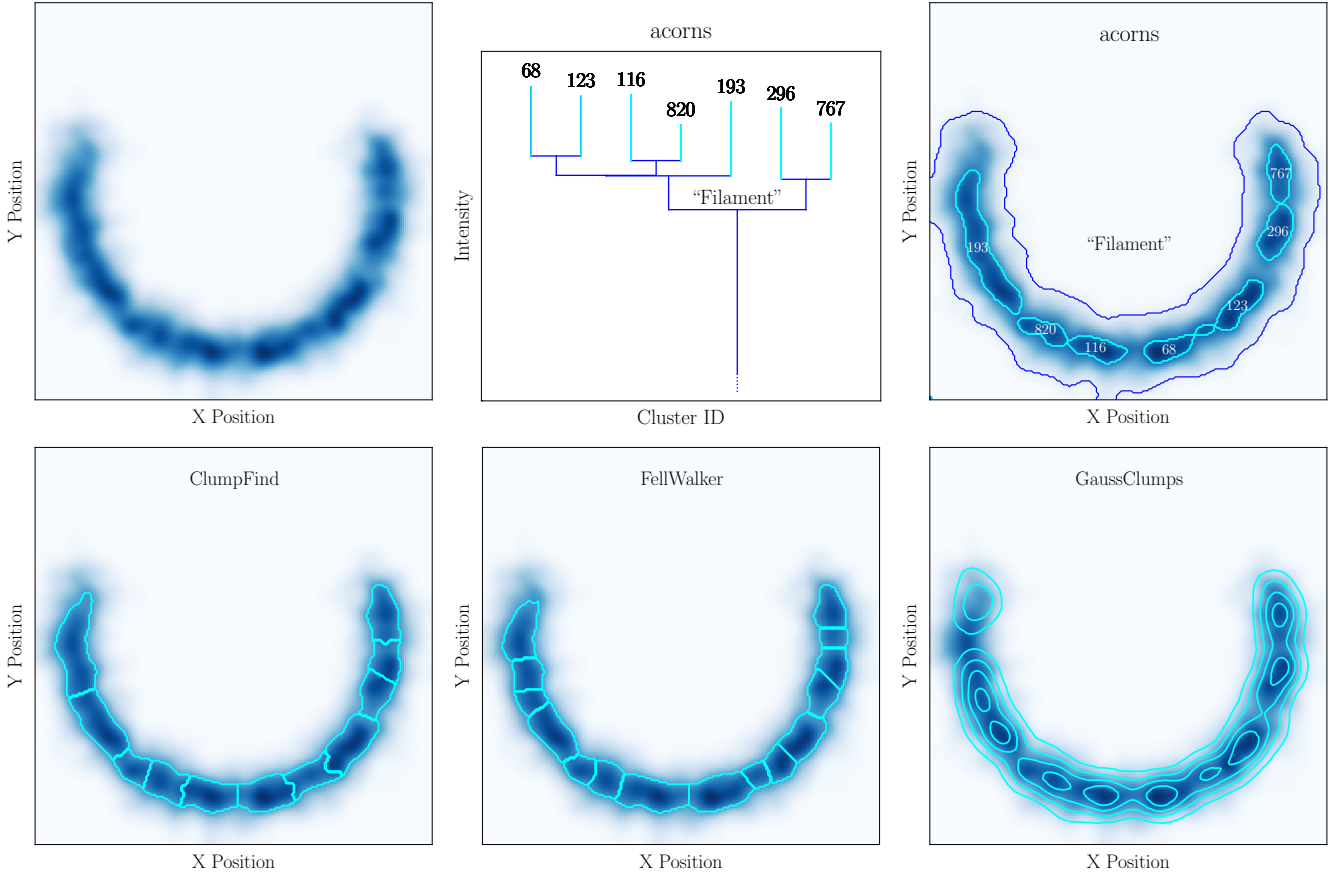 Y Position
X Position
acorns
68
123
116
820
193
296
767
"Filament"
Intensity
Cluster ID
acorns
767
296
193
"Filament"
123
820
116
68
Y Position
X Position
ClumpFind
Y Position
X Position
FellWalker
Y Position
X Position
GaussClumps
Y Position
X Position